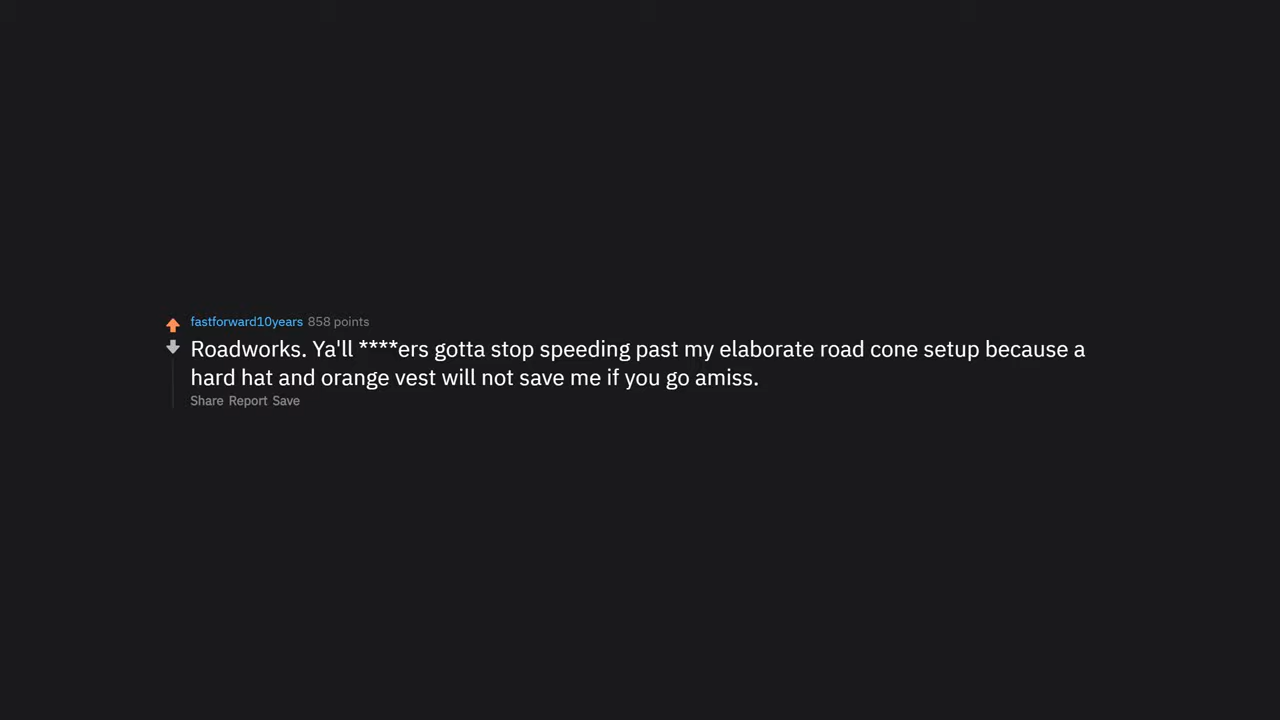 fastforward10years 858 points
Roadworks. Ya'll ****ers gotta stop speeding past my elaborate road cone setup because a
hard hat and orange vest will not save me if you go amiss.
Share Report Save